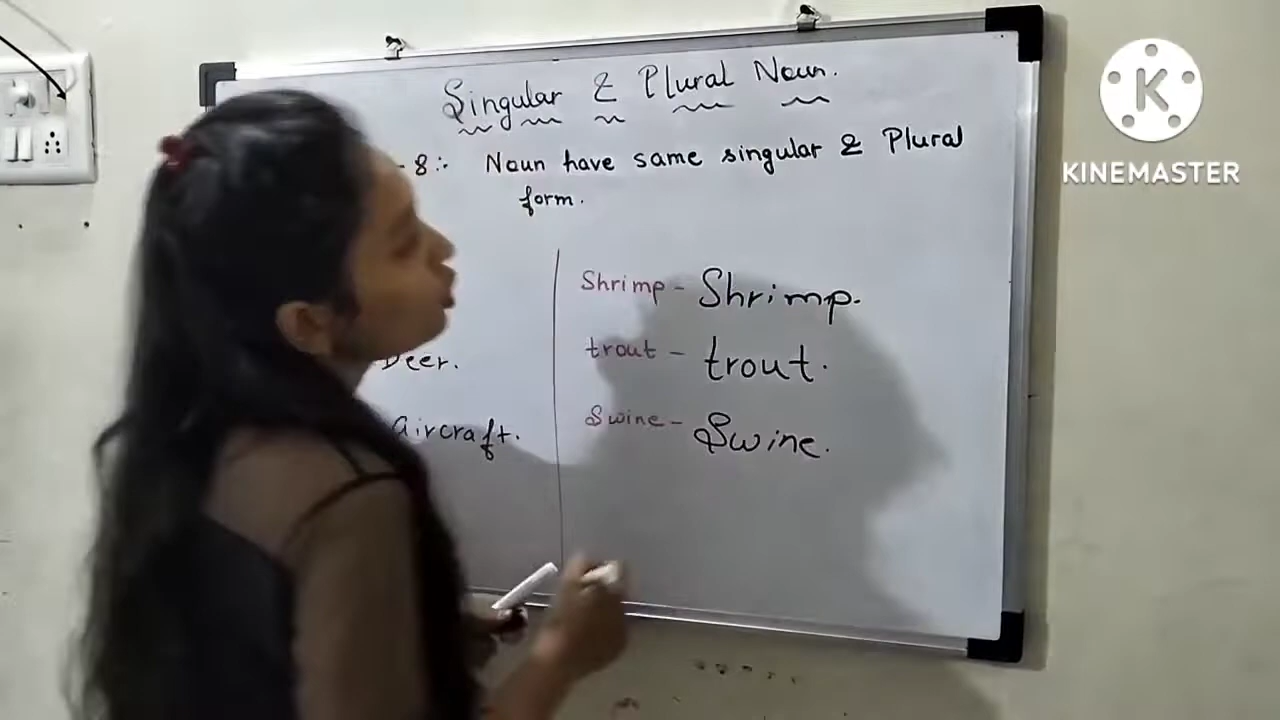 Singular & Plural Noun.
- 8:- Noun have same singular & Plural
form.
Deer.
Aircraft.
Shrimp - Shrimp.
trout - trout.
Swine - Swine.
KINEMASTER